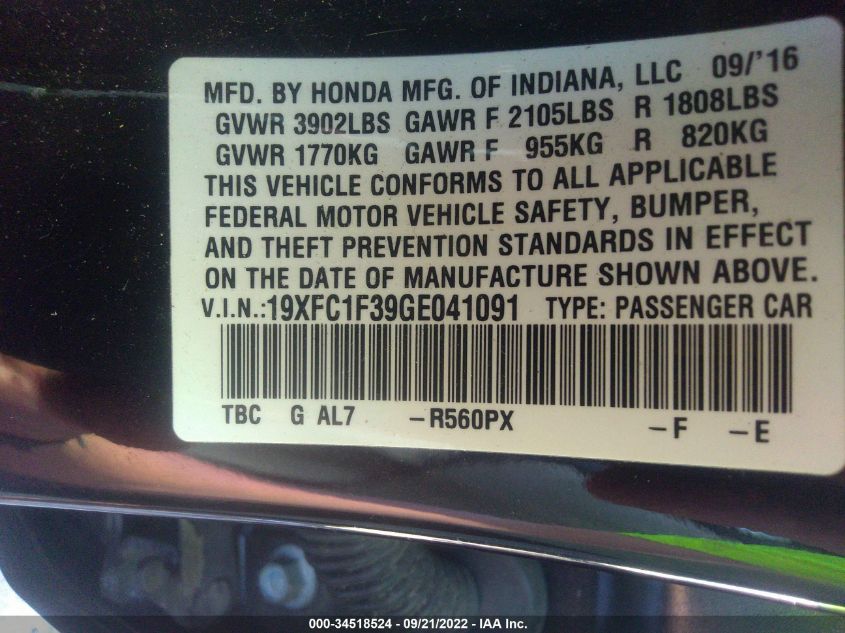 MFD. BY HONDA MFG. OF INDIANA, LLC 09/'16
GVWR 3902LBS GAWR F 2105LBS R 1808LBS
GVWR 1770KG GAWR F 955KG R 820KG
THIS VEHICLE CONFORMS TO ALL APPLICABLE
FEDERAL MOTOR VEHICLE SAFETY, BUMPER,
AND THEFT PREVENTION STANDARDS IN EFFECT
ON THE DATE OF MANUFACTURE SHOWN ABOVE.
V.I.N.:19XFC1F39GE041091 TYPE: PASSENGER CAR
TBC G AL7 -R560PX -F -E
000-34518524 - 09/21/2022 - IAA Inc.